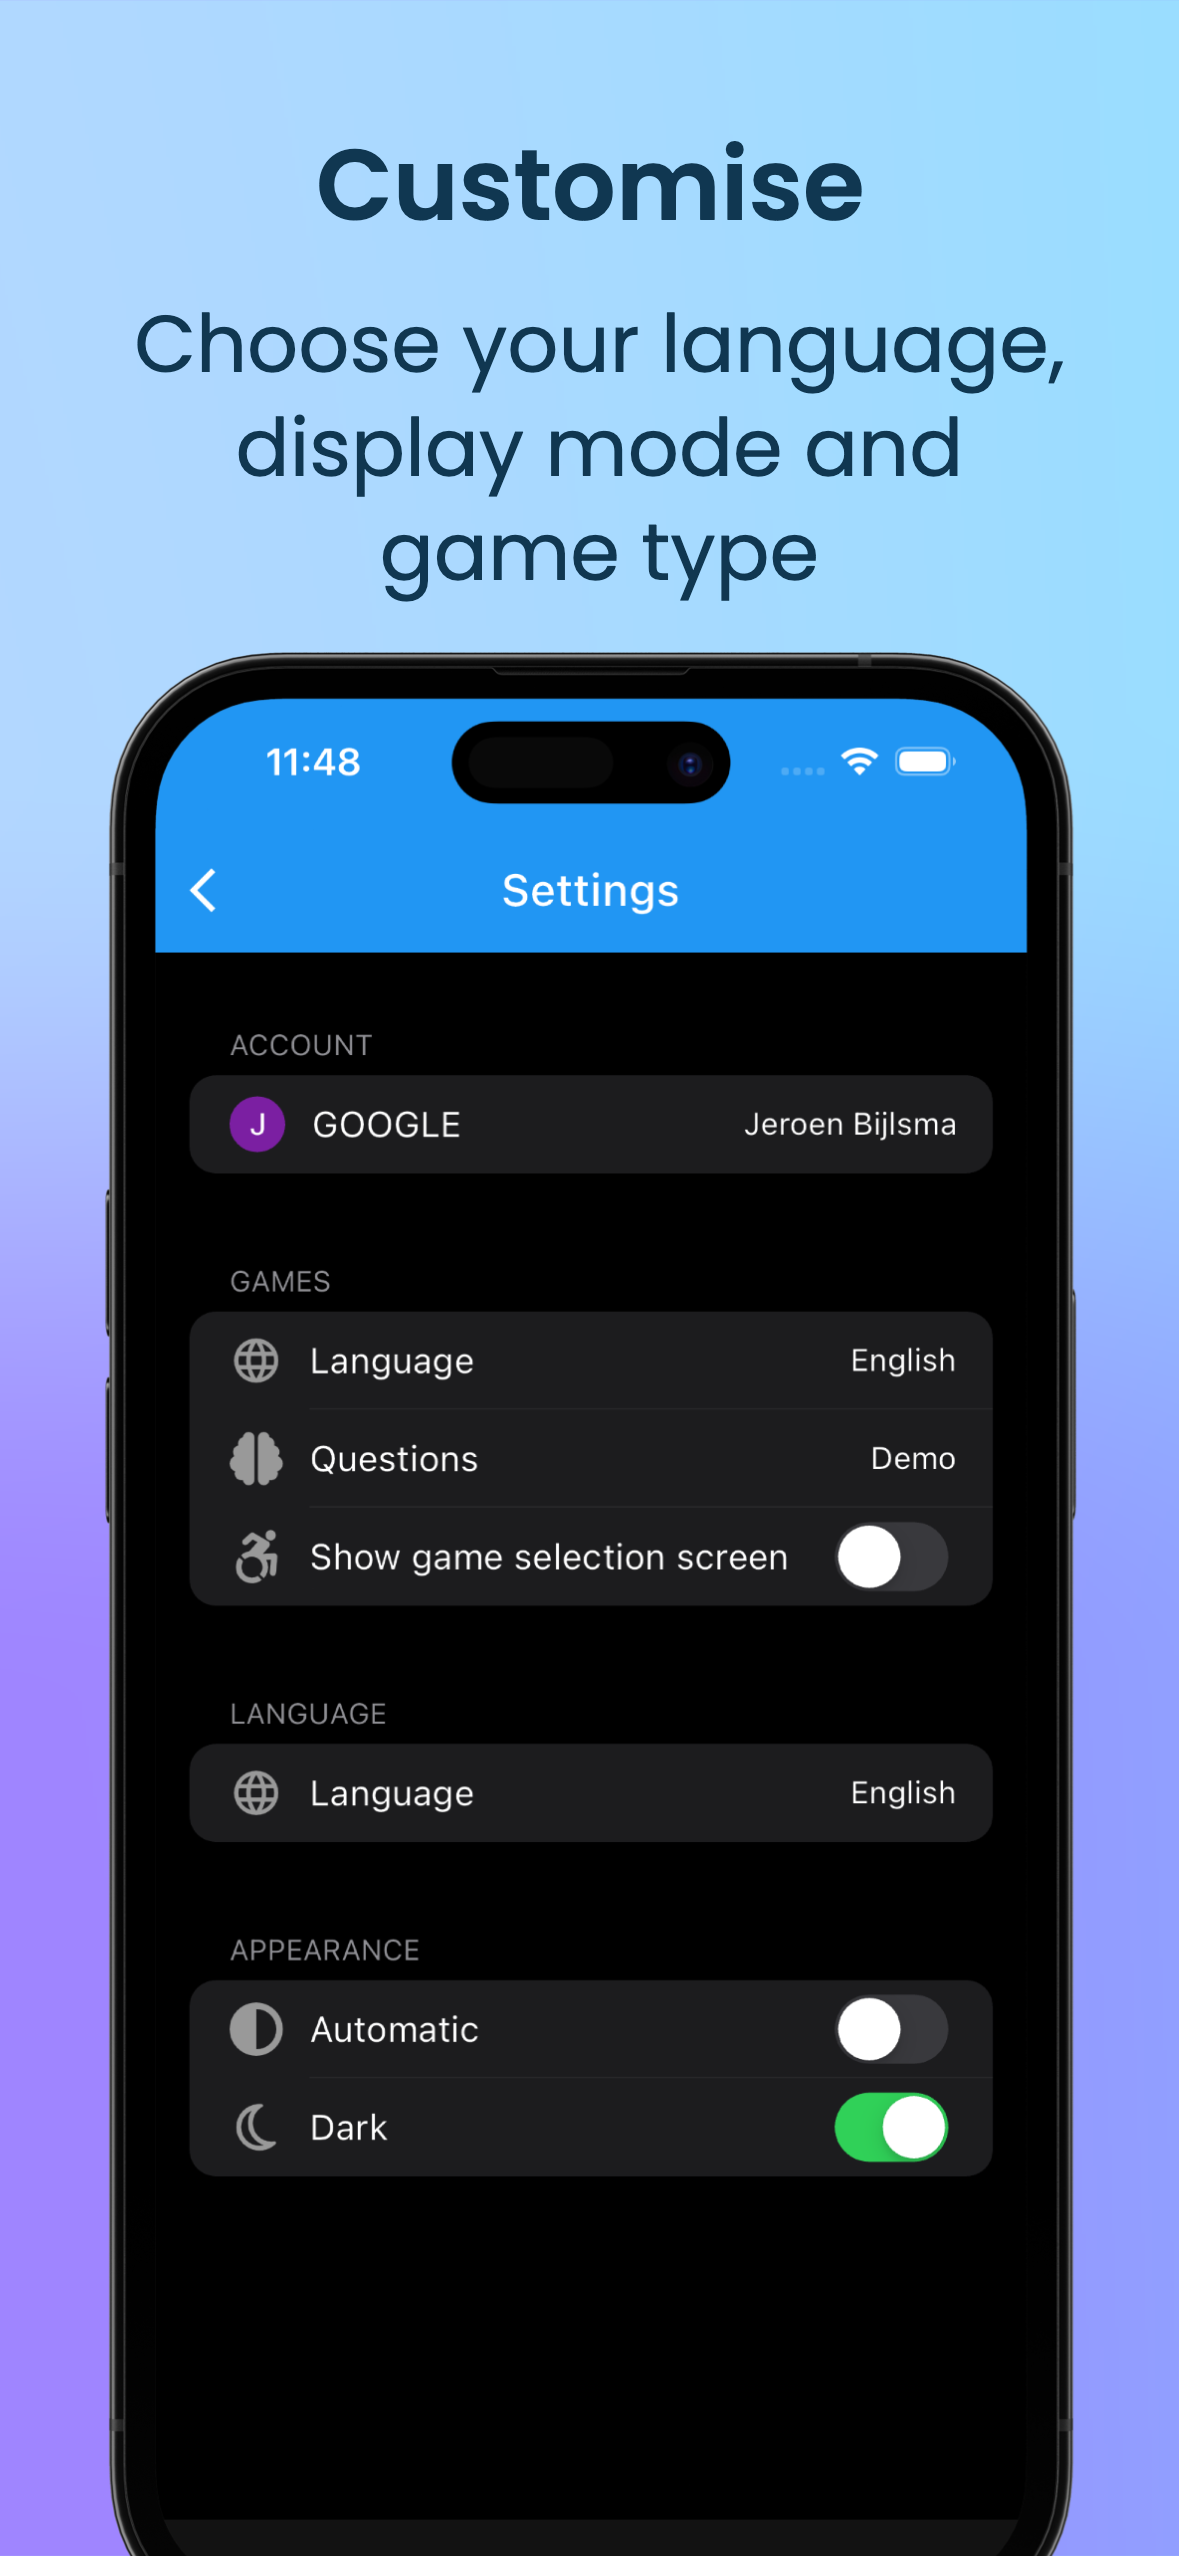 Customise
Choose your language,
display mode and
game type
11:48
Settings
ACCOUNT
J GOOGLE Jeroen Bijlsma
GAMES
Language English
Questions Demo
Show game selection screen
LANGUAGE
Language English
APPEARANCE
Automatic
Dark